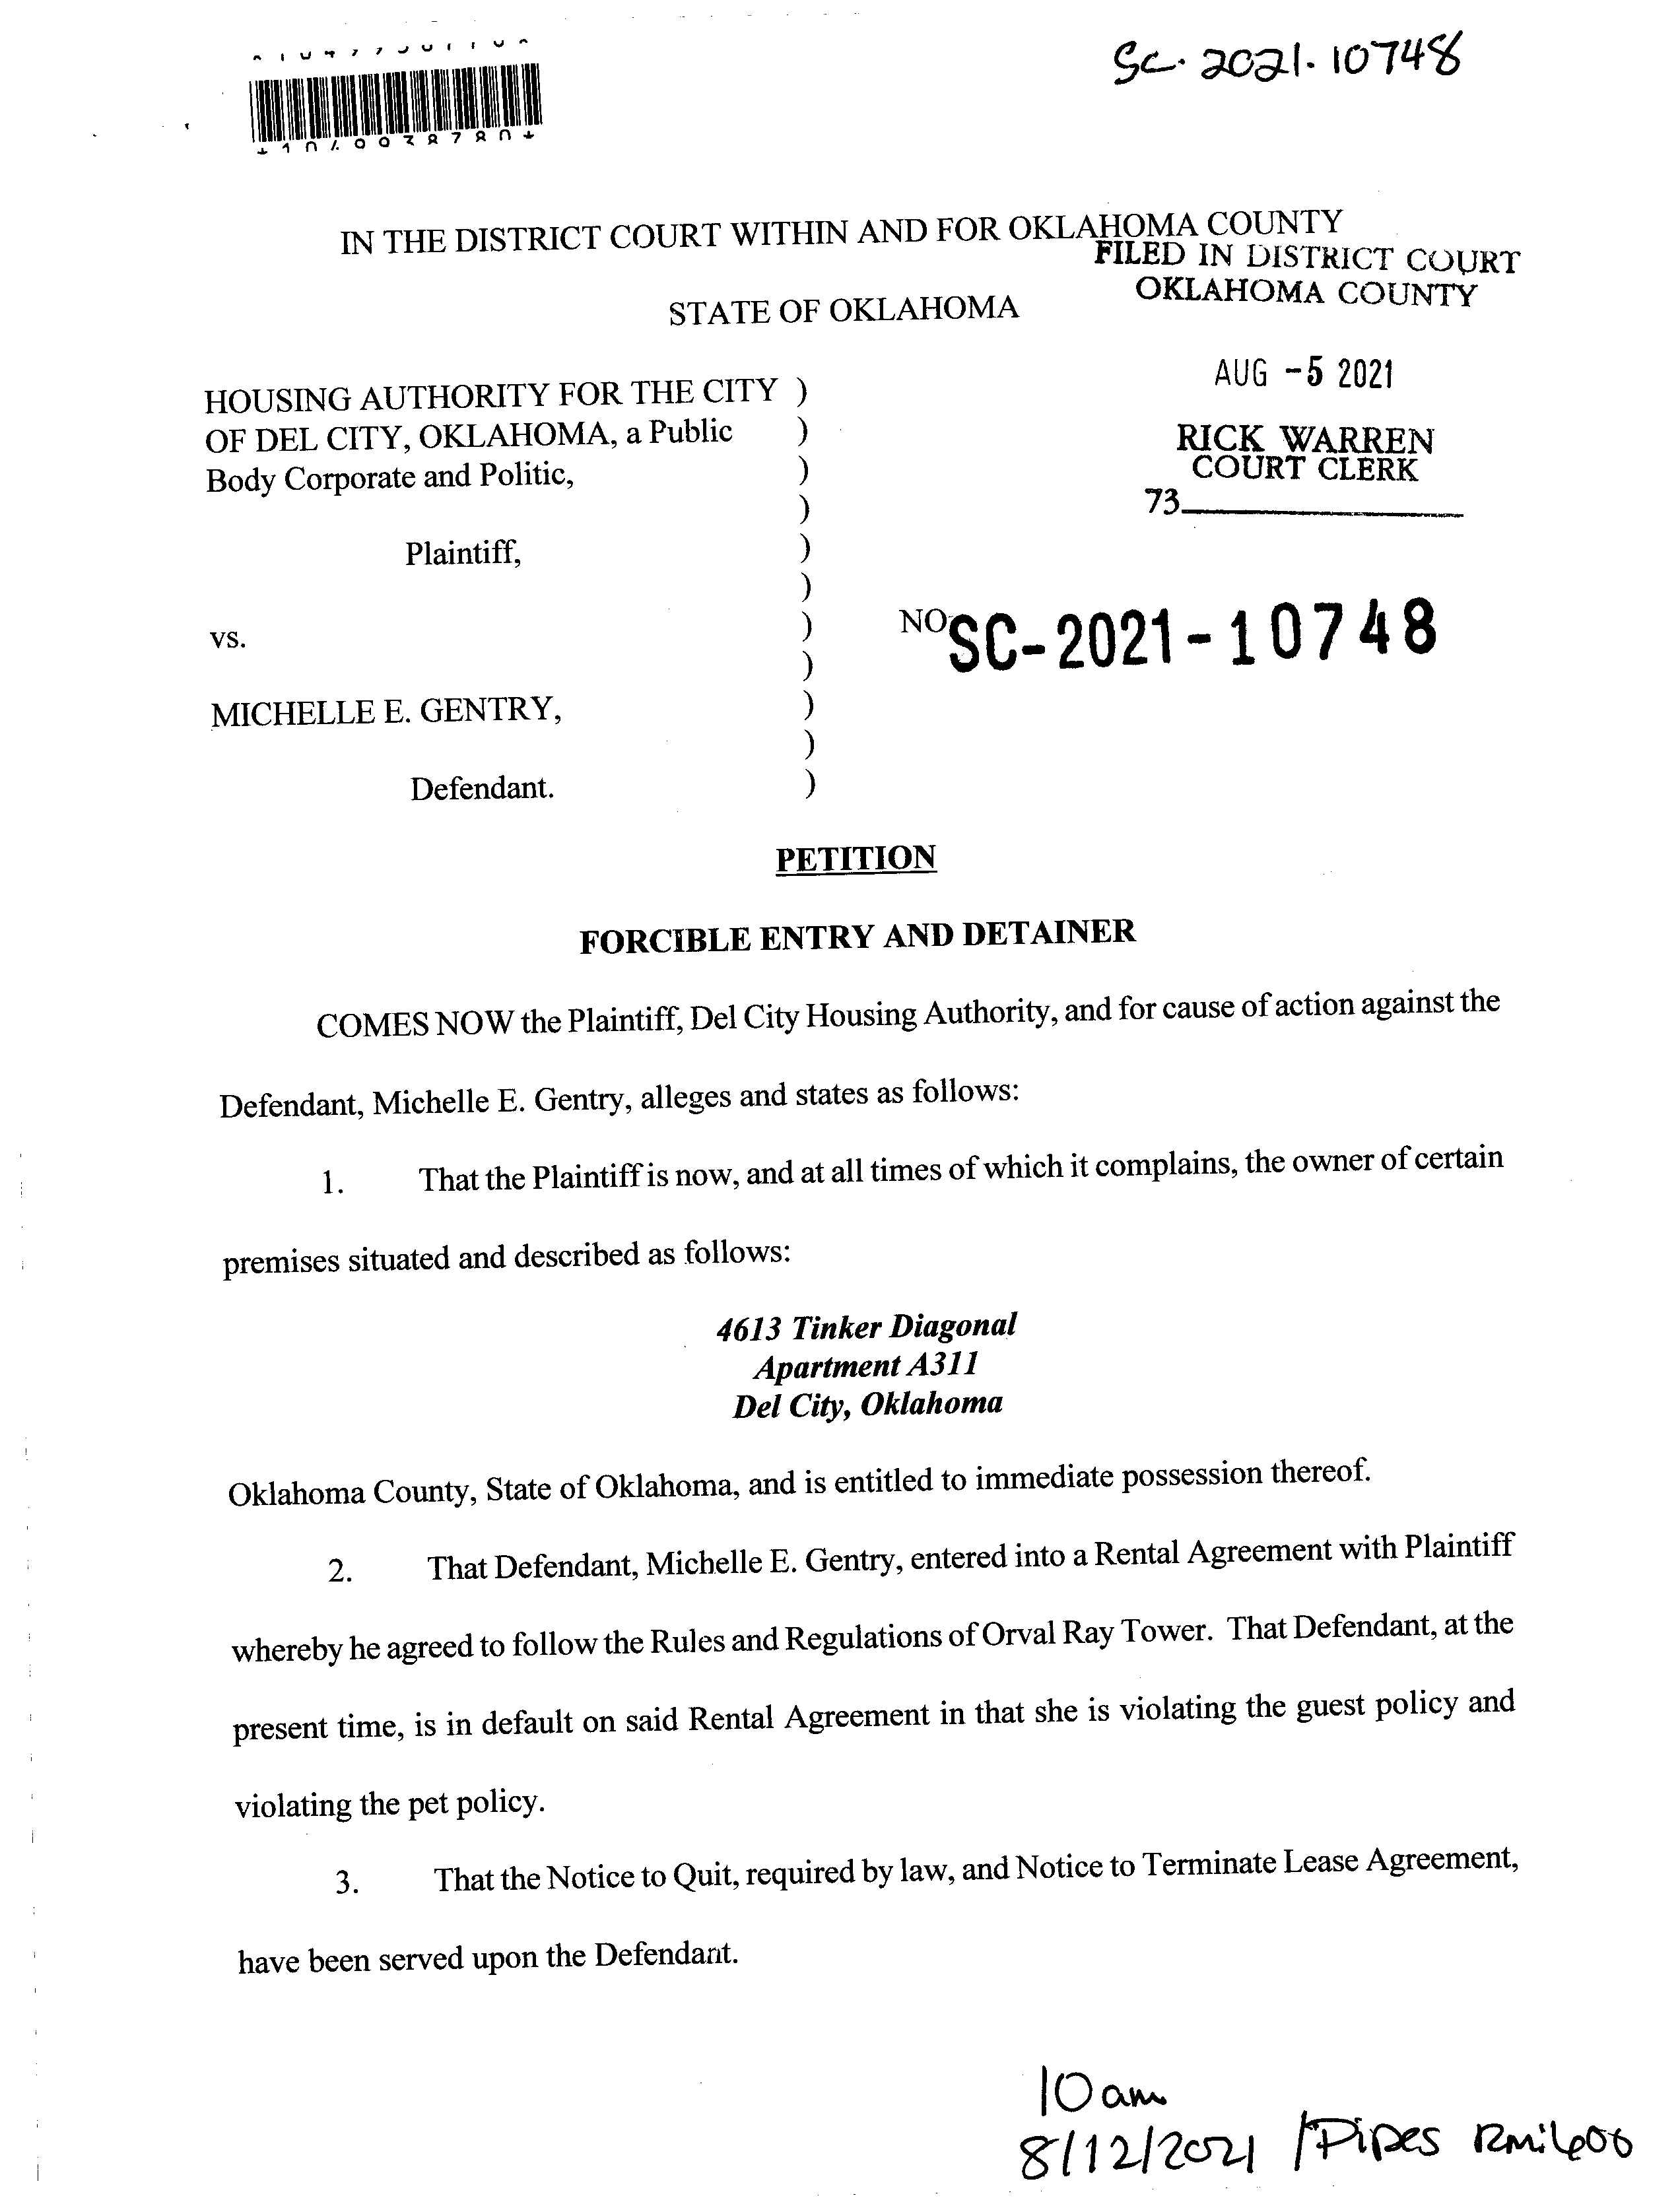 SC. 2021. 10748
IN THE DISTRICT COURT WITHIN AND FOR OKLAHOMA COUNTY
FILED IN DISTRICT COURT
OKLAHOMA COUNTY
STATE OF OKLAHOMA
AUG -5 2021
RICK WARREN
COURT CLERK
73
HOUSING AUTHORITY FOR THE CITY )
OF DEL CITY, OKLAHOMA, a Public )
Body Corporate and Politic, )
)
Plaintiff, )
)
vs. )
)
MICHELLE E. GENTRY, )
)
Defendant. )
NO SC-2021-10748
PETITION
FORCIBLE ENTRY AND DETAINER
COMES NOW the Plaintiff, Del City Housing Authority, and for cause of action against the
Defendant, Michelle E. Gentry, alleges and states as follows:
1. That the Plaintiff is now, and at all times of which it complains, the owner of certain
premises situated and described as follows:
4613 Tinker Diagonal
Apartment A311
Del City, Oklahoma
Oklahoma County, State of Oklahoma, and is entitled to immediate possession thereof.
2. That Defendant, Michelle E. Gentry, entered into a Rental Agreement with Plaintiff
whereby he agreed to follow the Rules and Regulations of Orval Ray Tower. That Defendant, at the
present time, is in default on said Rental Agreement in that she is violating the guest policy and
violating the pet policy.
3. That the Notice to Quit, required by law, and Notice to Terminate Lease Agreement,
have been served upon the Defendant.
10am
8/12/2021 / Pipes